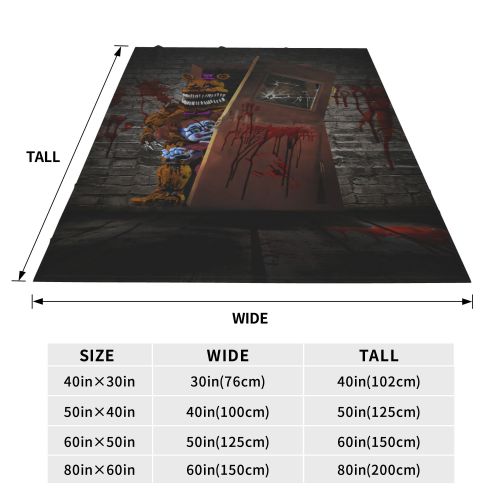 TALL
WIDE
SIZE WIDE TALL
40in×30in 30in(76cm) 40in(102cm)
50in×40in 40in(100cm) 50in(125cm)
60in×50in 50in(125cm) 60in(150cm)
80in×60in 60in(150cm) 80in(200cm)